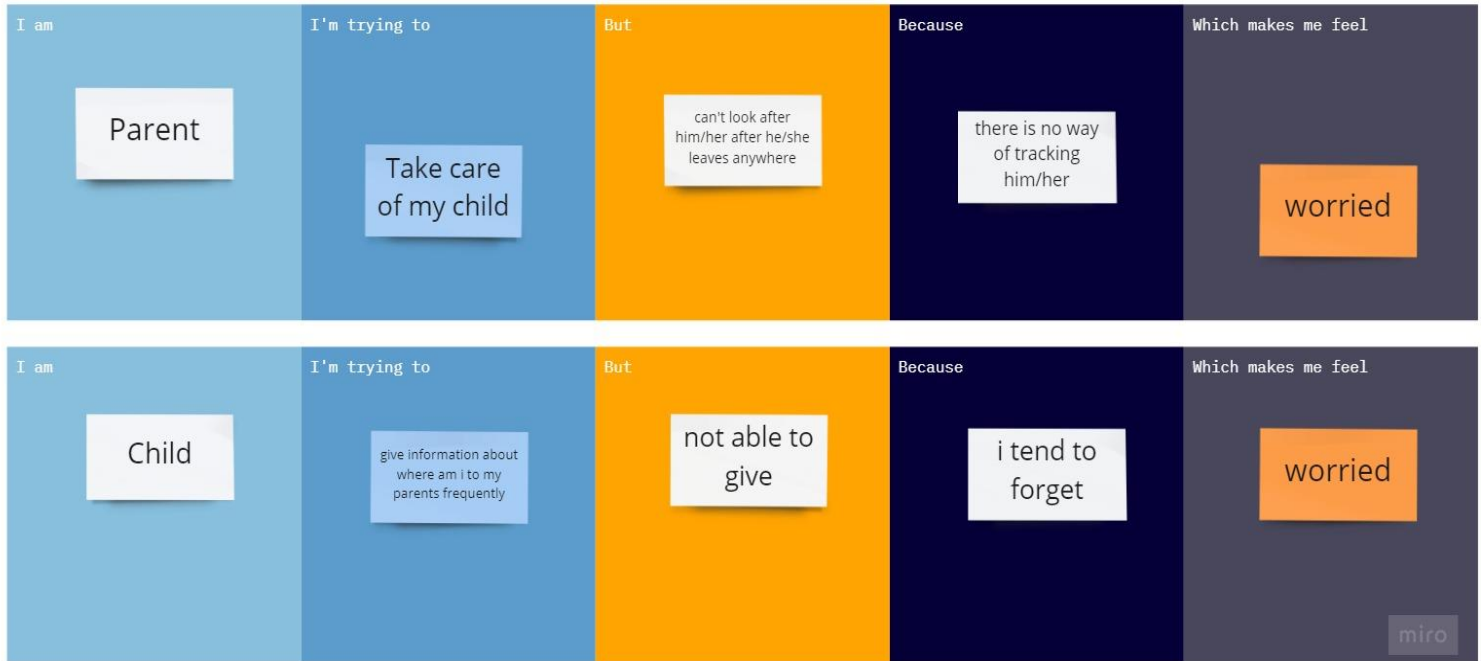 I am
Parent
I'm trying to
Take care
of my child
But
can't look after
him/her after he/she
leaves anywhere
Because
there is no way
of tracking
him/her
Which makes me feel
worried
I am
Child
I'm trying to
give information about
where am i to my
parents frequently
But
not able to
give
Because
i tend to
forget
Which makes me feel
worried
miro